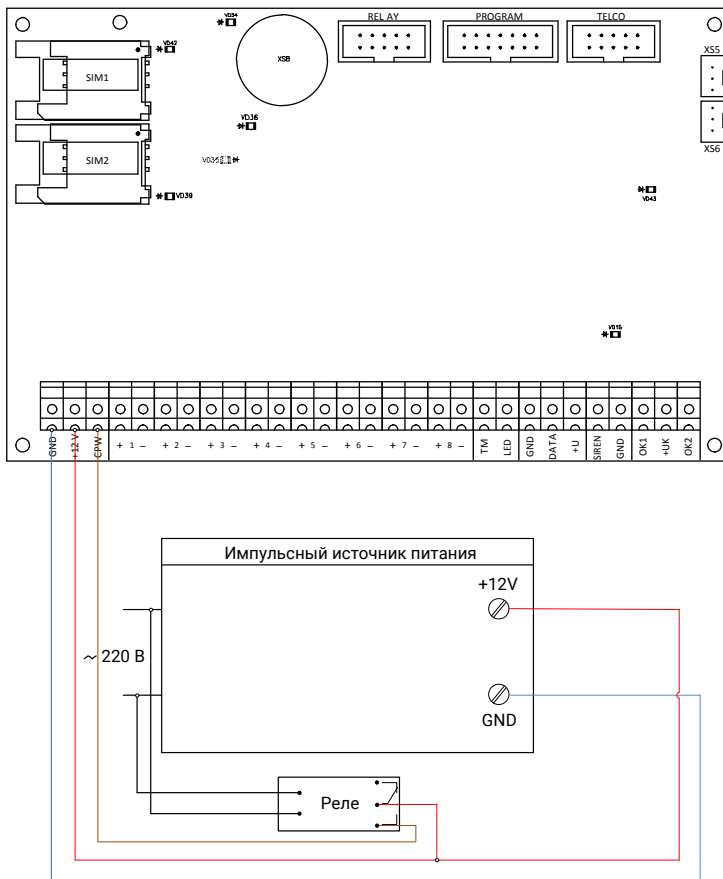 VD34
REL AY
PROGRAM
TELCO
VD42
XS5
XS8
SIM1
VD36
XS6
SIM2
VD35
VD39
VD43
VD15
GND
+12 V
CPW
+ 1 −
+ 2 −
+ 3 −
+ 4 −
+ 5 −
+ 6 −
+ 7 −
+ 8 −
TM
LED
GND
DATA
+U
SIREN
GND
OK1
+UK
OK2
Импульсный источник питания
+12V
~ 220 В
GND
Реле